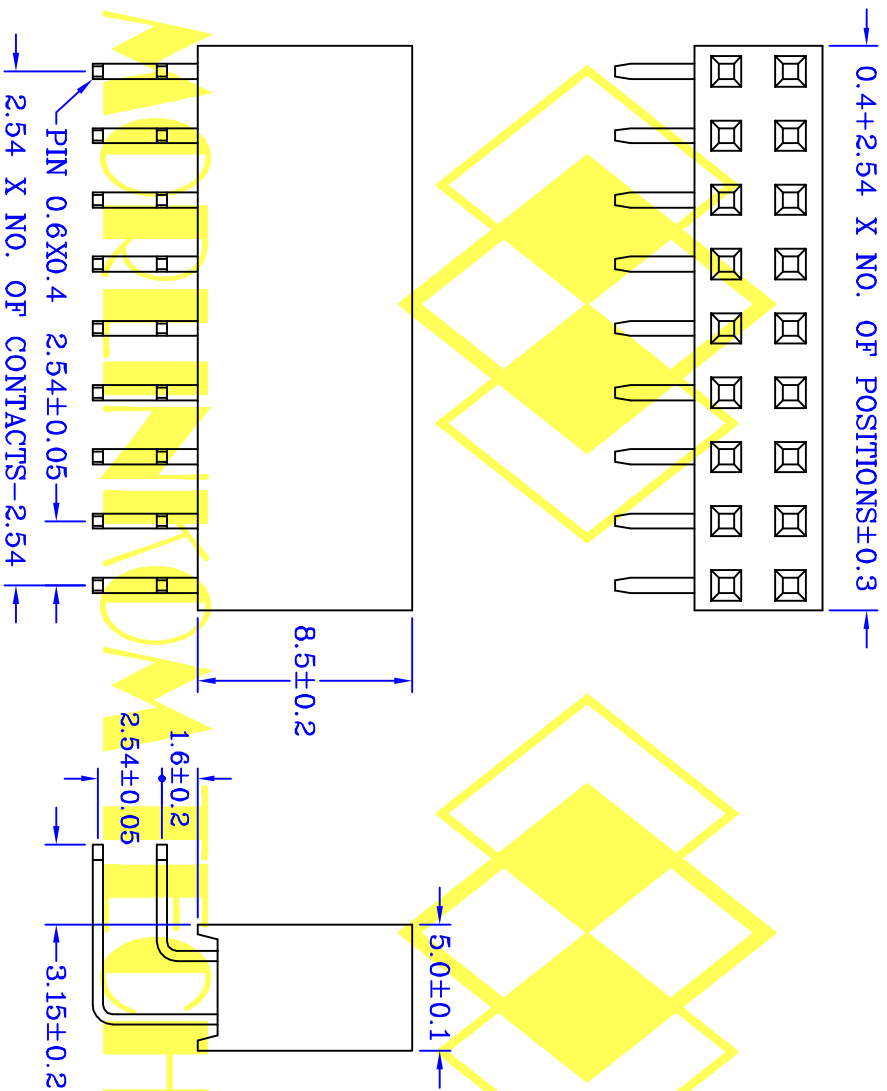 0.4+2.54 X NO. OF POSITIONS±0.3
8.5±0.2
5.0±0.1
PIN 0.6X0.4
2.54±0.05
2.54 X NO. OF CONTACTS-2.54
1.6±0.2
2.54±0.05
3.15±0.2